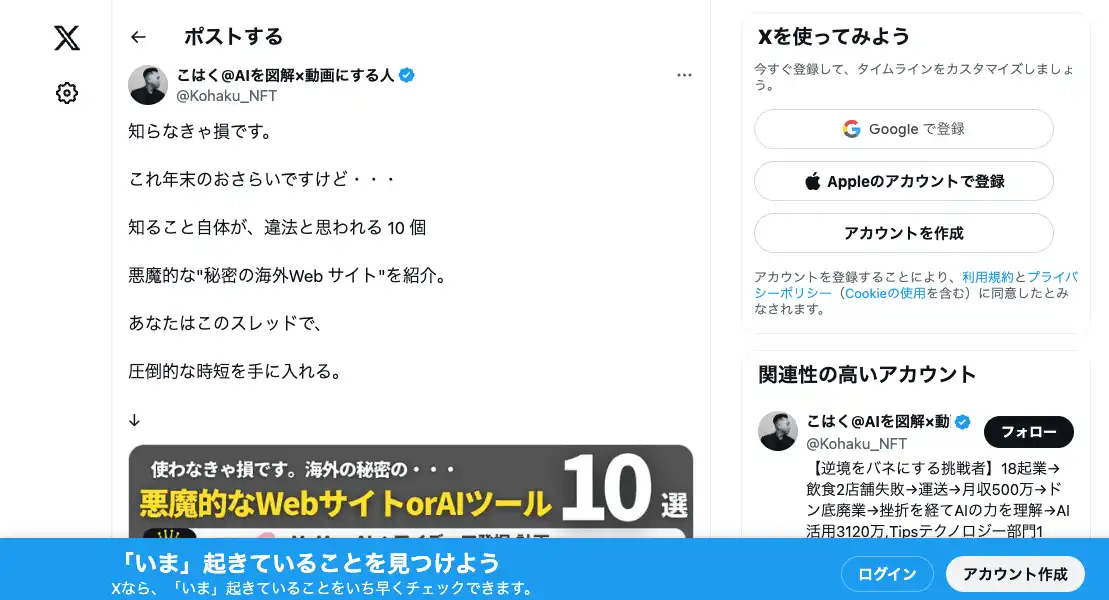 ポストする
こはく@AIを図解×動画にする人
@Kohaku_NFT
知らなきゃ損です。
これ年末のおさらいですけど・・・
知ること自体が、違法と思われる 10 個
悪魔的な"秘密の海外Web サイト"を紹介。
あなたはこのスレッドで、
圧倒的な時短を手に入れる。
↓
使わなきゃ損です。海外の秘密の・・・
悪魔的なWebサイトorAIツール 10 選
Xを使ってみよう
今すぐ登録して、タイムラインをカスタマイズしましょ
う。
Google で登録
Appleのアカウントで登録
アカウントを作成
アカウントを登録することにより、利用規約とプライバ
シーポリシー（Cookieの使用を含む）に同意したとみ
なされます。
関連性の高いアカウント
こはく@AIを図解×動
@Kohaku_NFT
フォロー
【逆境をバネにする挑戦者】18起業→
飲食2店舗失敗→運送→月収500万→ド
ン底廃業→挫折を経てAIの力を理解→AI
活用3120万,Tipsテクノロジー部門1
「いま」起きていることを見つけよう
Xなら、「いま」起きていることをいち早くチェックできます。
ログイン
アカウント作成